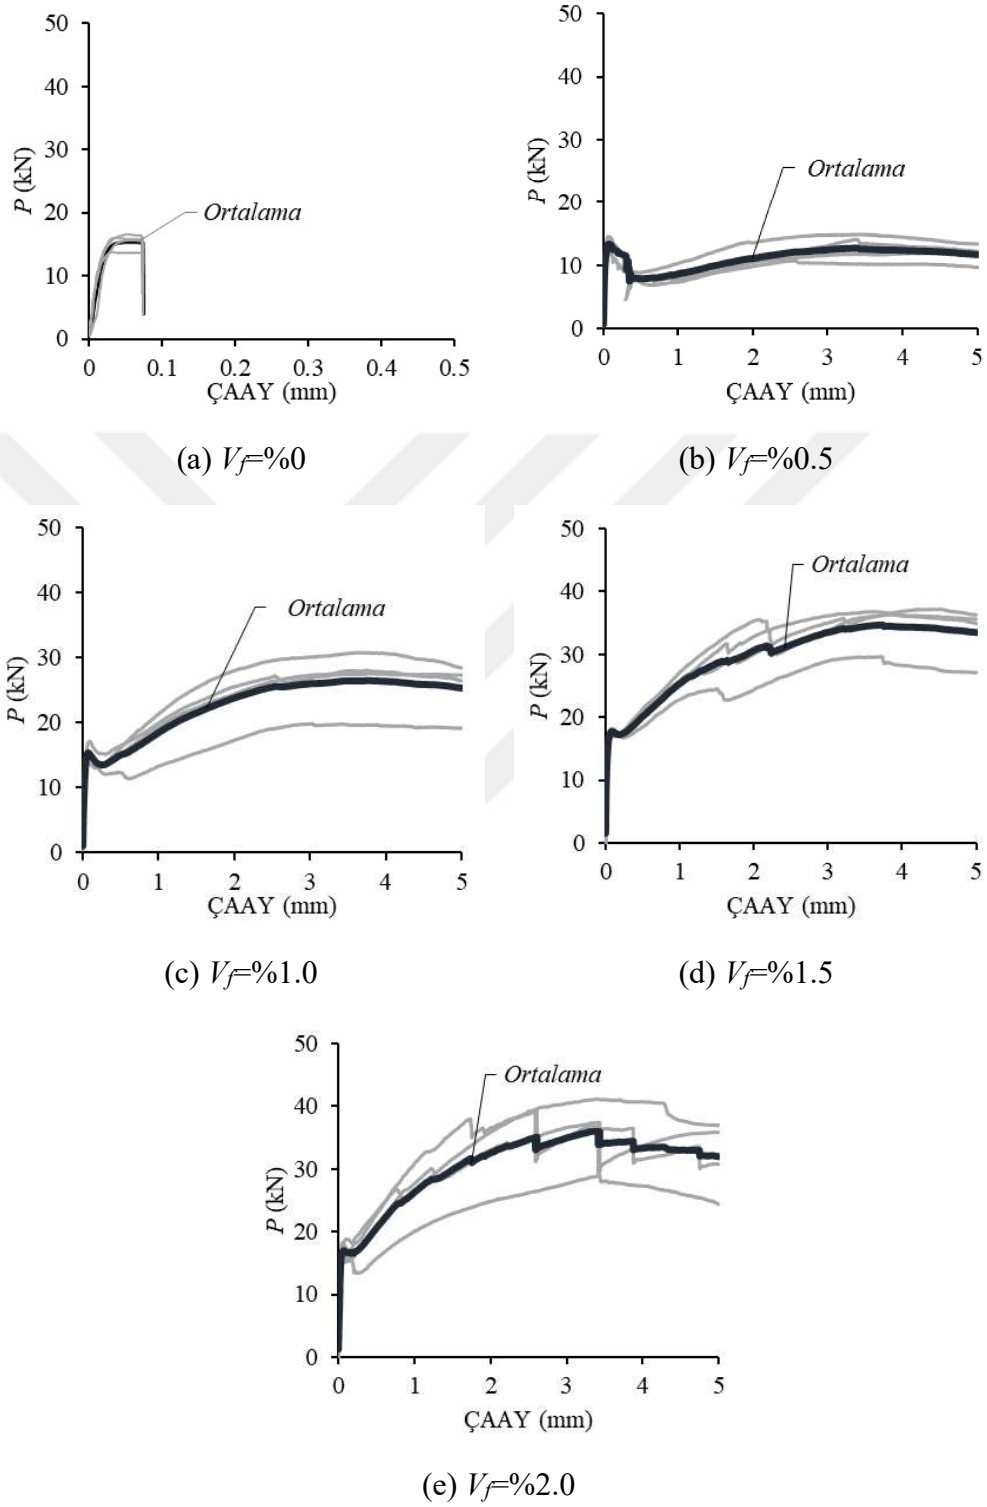 50
40
30
20
10
0
P (kN)
Ortalama
0 0.1 0.2 0.3 0.4 0.5
ÇAAY (mm)
(a) Vf=%0
50
40
30
20
10
0
P (kN)
Ortalama
0 1 2 3 4 5
ÇAAY (mm)
(b) Vf=%0.5
50
40
30
20
10
0
P (kN)
Ortalama
0 1 2 3 4 5
ÇAAY (mm)
(c) Vf=%1.0
50
40
30
20
10
0
P (kN)
Ortalama
0 1 2 3 4 5
ÇAAY (mm)
(d) Vf=%1.5
50
40
30
20
10
0
P (kN)
Ortalama
0 1 2 3 4 5
ÇAAY (mm)
(e) Vf=%2.0